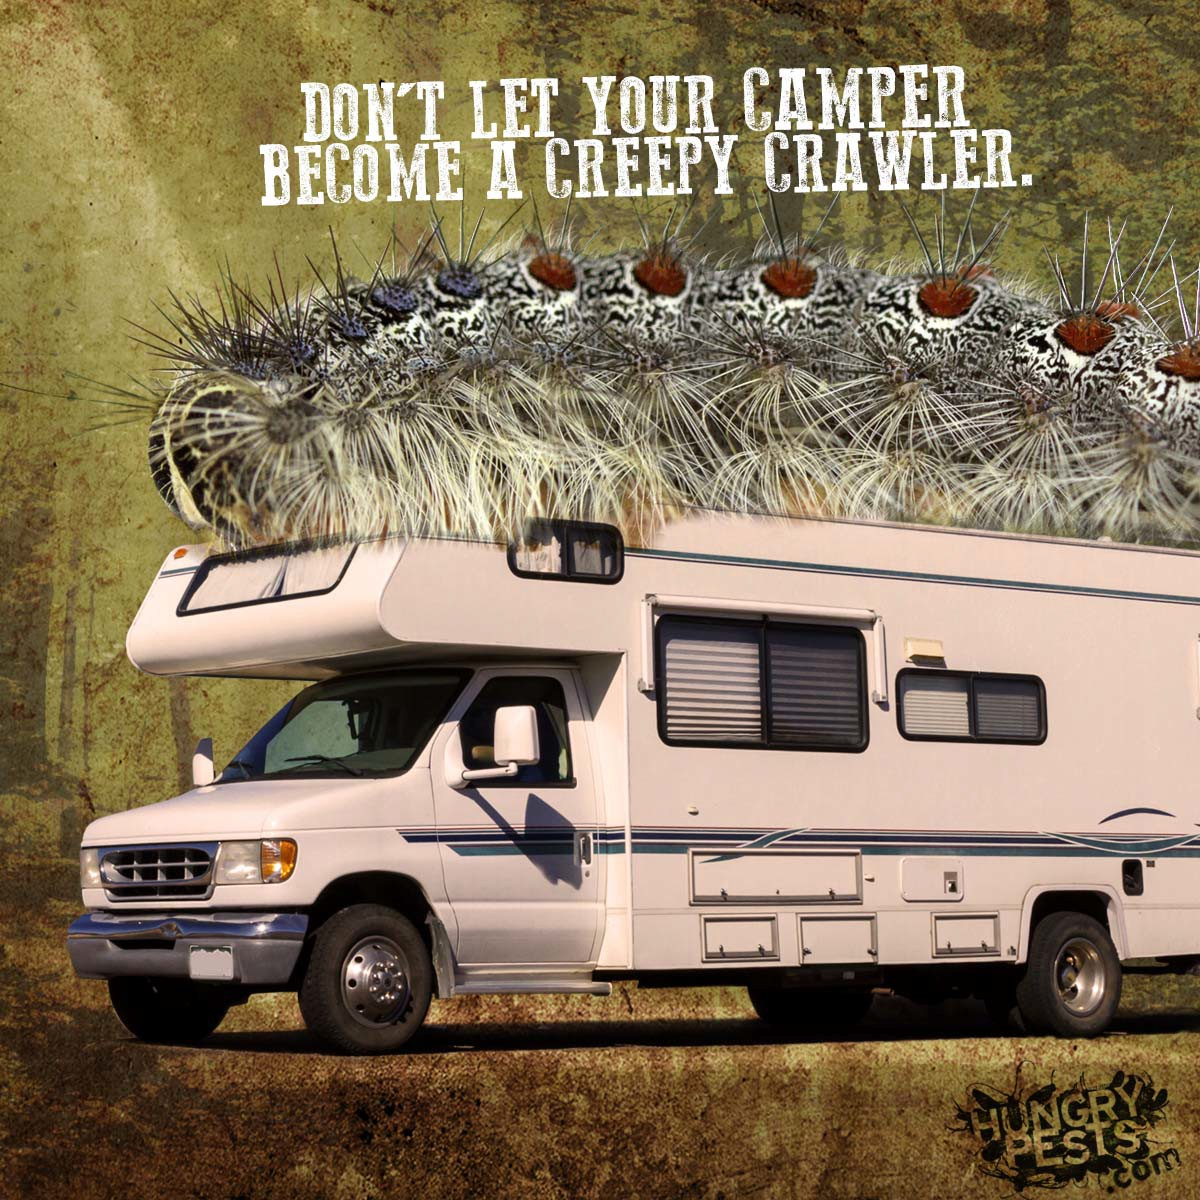 DON'T LET YOUR CAMPER
BECOME A CREEPY CRAWLER.
HUNGRY
PESTS
.com